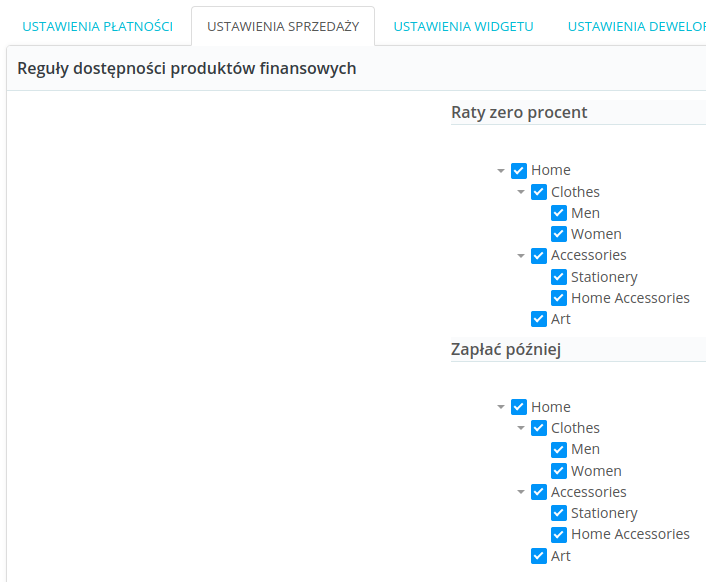 USTAWIENIA PŁATNOŚCI USTAWIENIA SPRZEDAŻY USTAWIENIA WIDGETU USTAWIENIA
Reguły dostępności produktów finansowych
Raty zero procent
Home
Clothes
Men
Women
Accessories
Stationery
Home Accessories
Art
Zapłać później
Home
Clothes
Men
Women
Accessories
Stationery
Home Accessories
Art